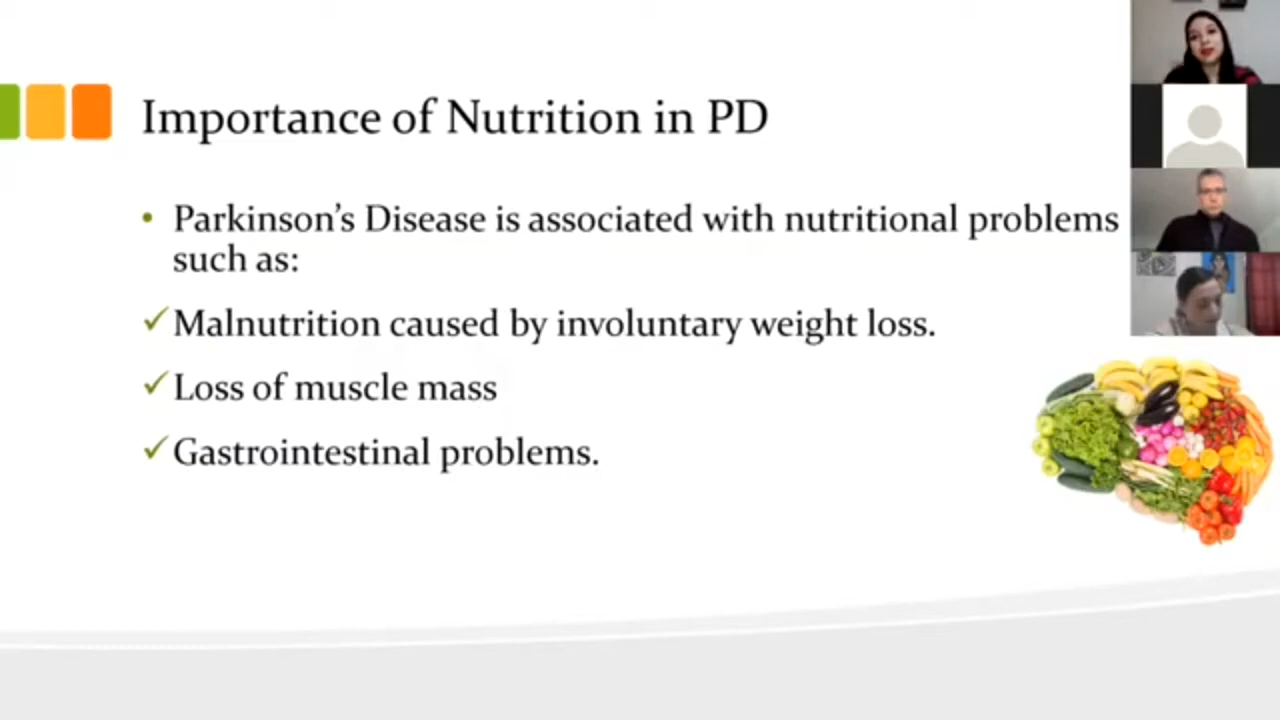 Importance of Nutrition in PD
• Parkinson's Disease is associated with nutritional problems
such as:
✓ Malnutrition caused by involuntary weight loss.
✓ Loss of muscle mass
✓ Gastrointestinal problems.